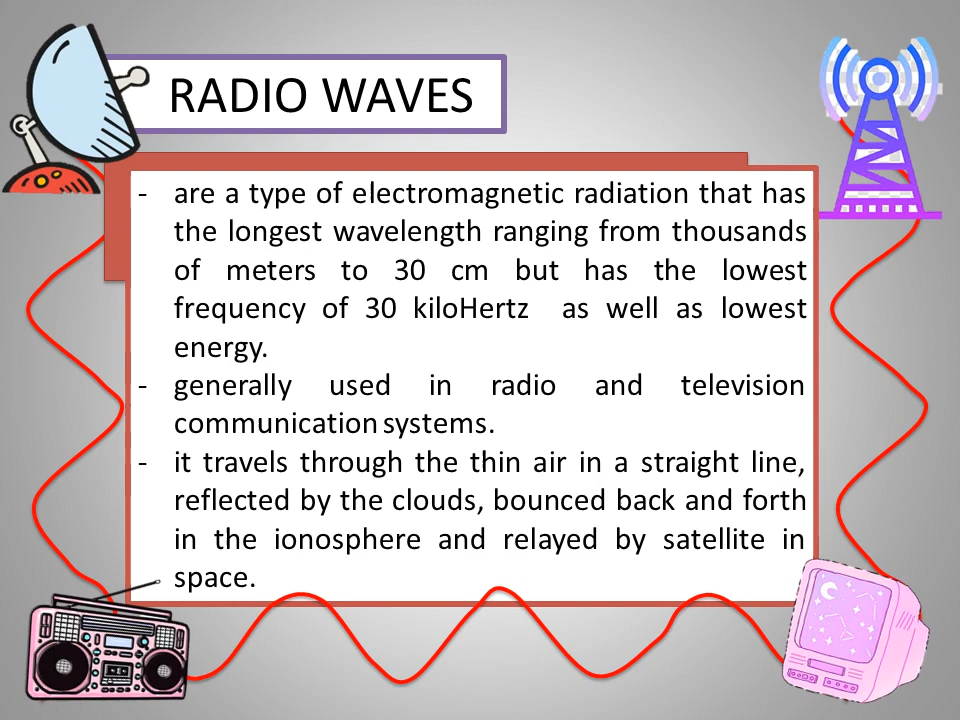 RADIO WAVES
- are a type of electromagnetic radiation that has
the longest wavelength ranging from thousands
of meters to 30 cm but has the lowest
frequency of 30 kiloHertz as well as lowest
energy.
- generally used in radio and television
communication systems.
- it travels through the thin air in a straight line,
reflected by the clouds, bounced back and forth
in the ionosphere and relayed by satellite in
space.